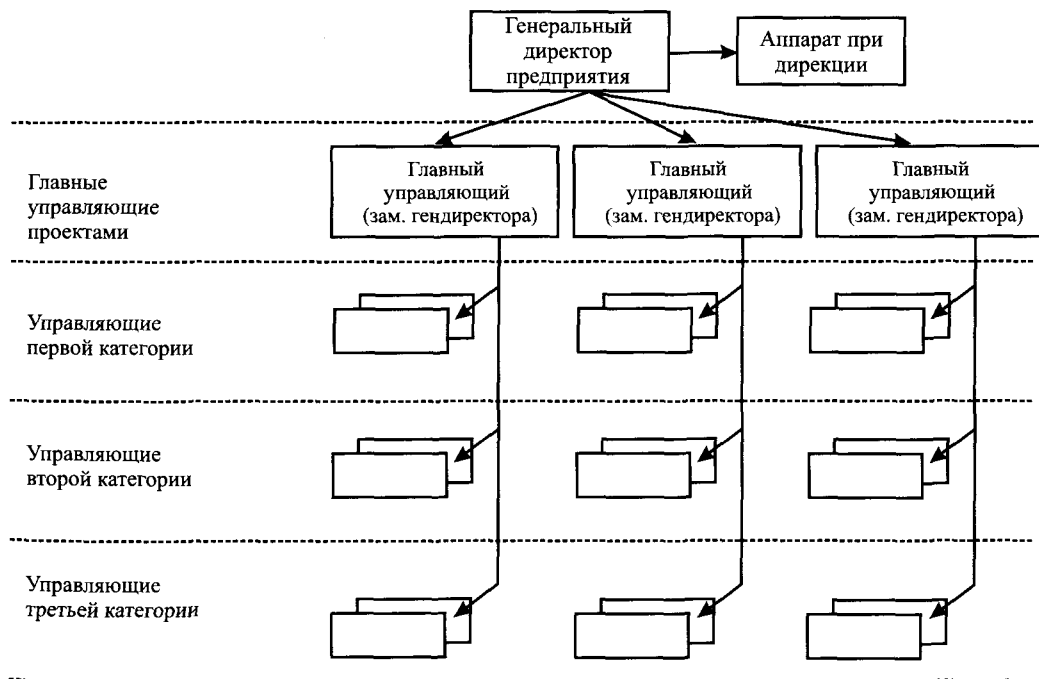 Генеральный
директор
предприятия
Аппарат при
дирекции
Главные
управляющие
проектами
Главный
управляющий
(зам. гендиректора)
Главный
управляющий
(зам. гендиректора)
Главный
управляющий
(зам. гендиректора)
Управляющие
первой категории
Управляющие
второй категории
Управляющие
третьей категории